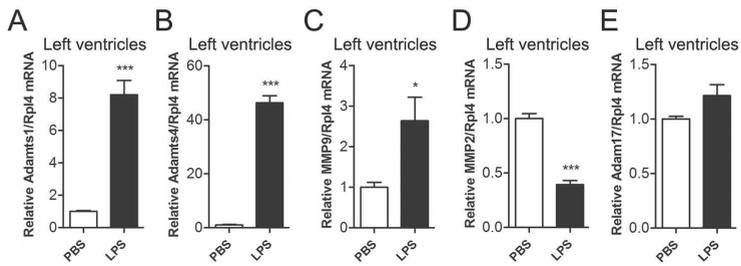 A
Left ventricles
Relative Adamts1/Rpl4 mRNA
10
8
6
4
2
0
***
PBS
LPS
B
Left ventricles
Relative Adamts4/Rpl4 mRNA
60
40
20
0
***
PBS
LPS
C
Left ventricles
Relative MMP9/Rpl4 mRNA
4
3
2
1
0
*
PBS
LPS
D
Left ventricles
Relative MMP2/Rpl4 mRNA
1.5
1.0
0.5
0.0
***
PBS
LPS
E
Left ventricles
Relative Adam17/Rpl4 mRNA
1.5
1.0
0.5
0.0
PBS
LPS